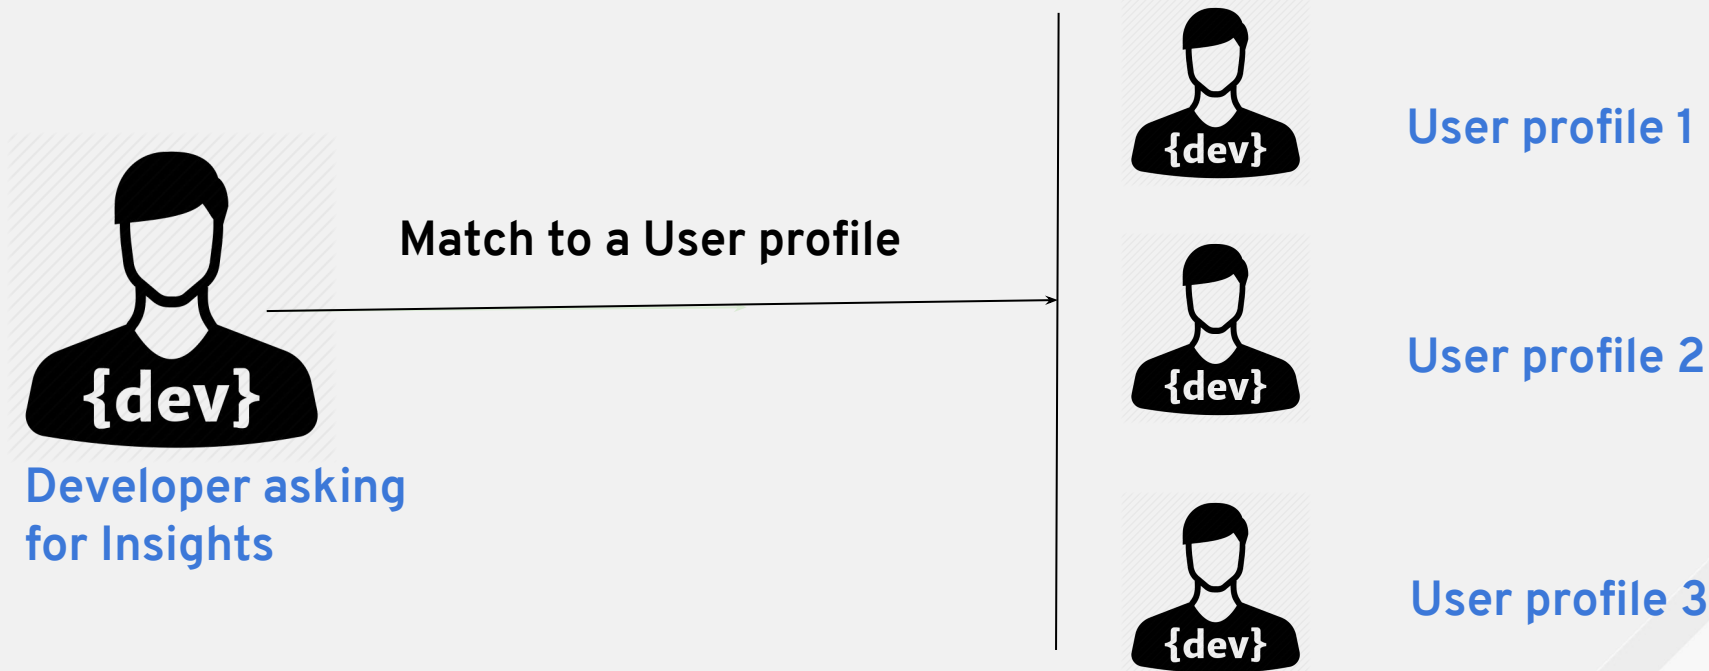 {dev}
User profile 1
Match to a User profile
{dev}
User profile 2
{dev}
Developer asking
for Insights
{dev}
User profile 3